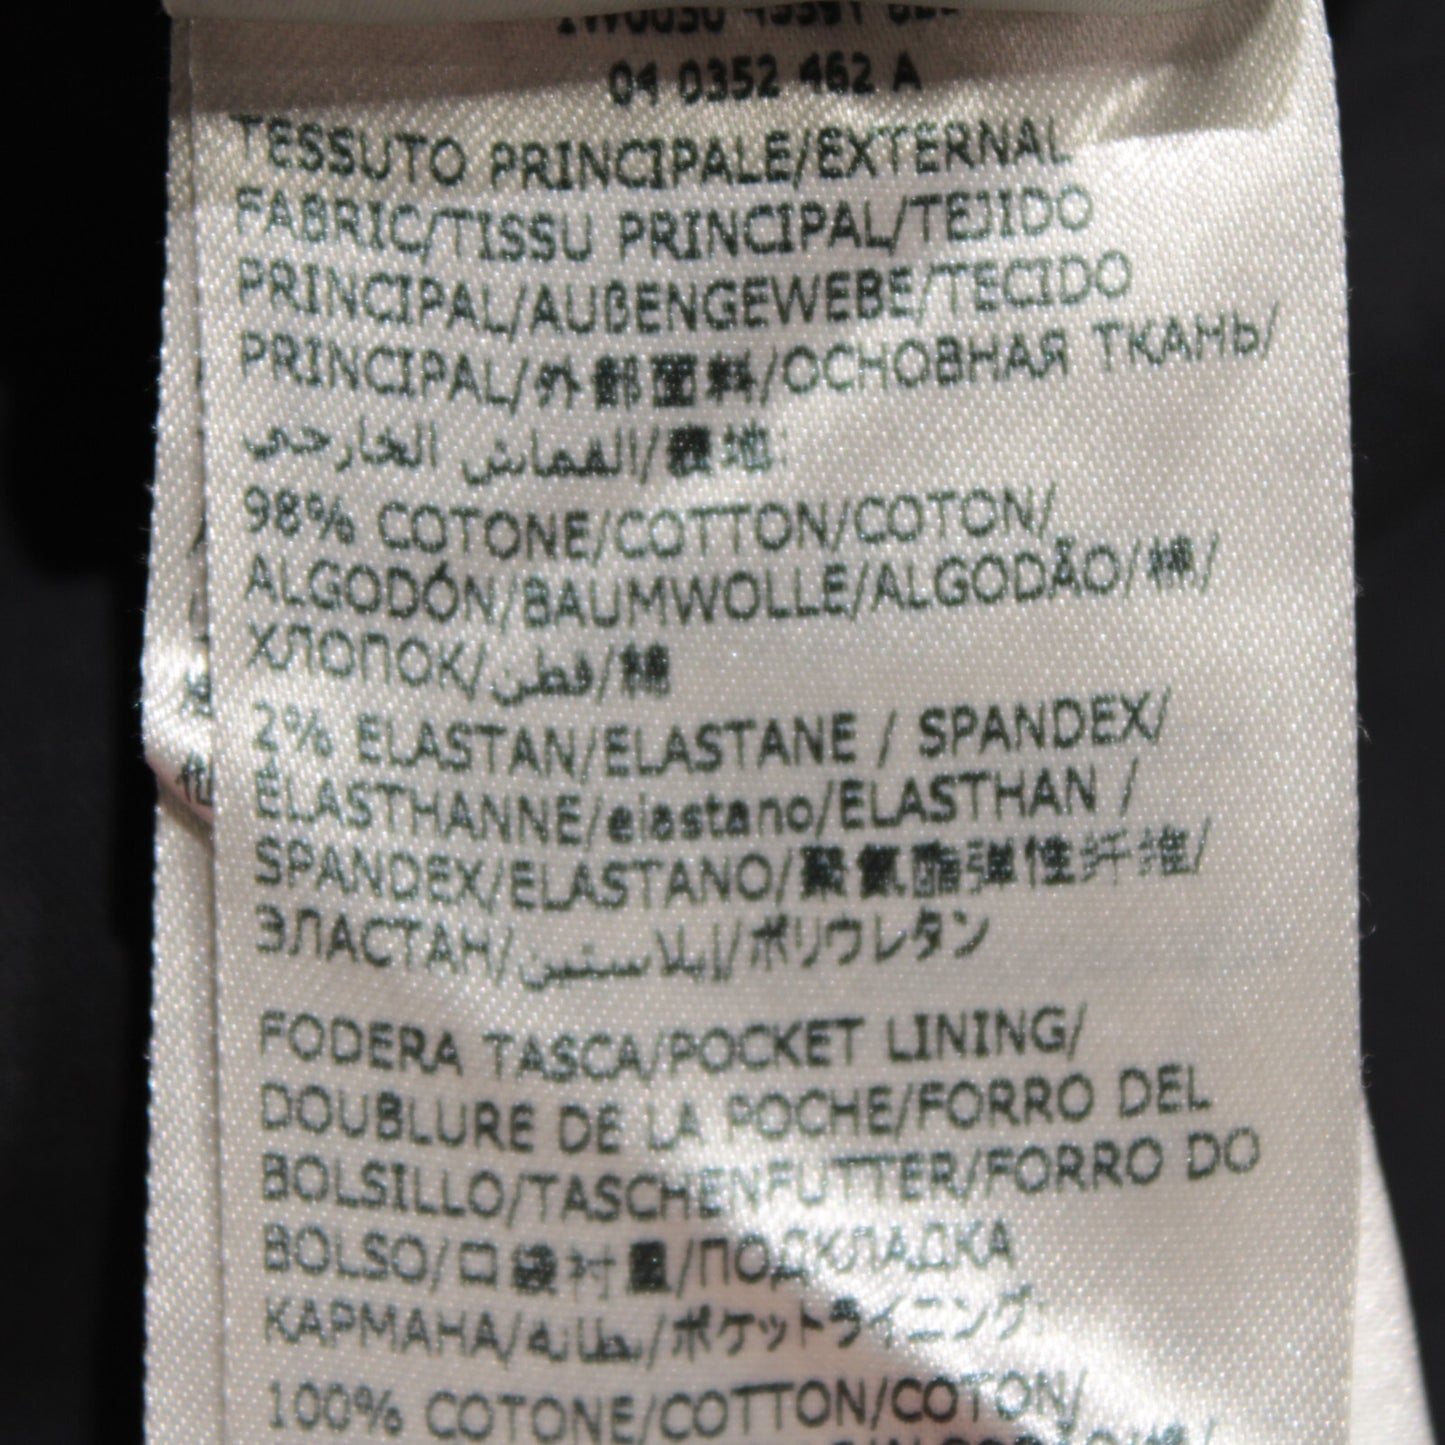 04 0352 462 A
TESSUTO PRINCIPALE/EXTERNAL
FABRIC/TISSU PRINCIPAL/TEJIDO
PRINCIPAL/AUßENGEWEBE/TECIDO
PRINCIPAL/外部面料/ОСНОВНАЯ ТКАНЬ/
القماش الخارجي/表地:
98% COTONE/COTTON/COTON/
ALGODÓN/BAUMWOLLE/ALGODÃO/棉/
ХЛОПОК/قطن/綿
2% ELASTAN/ELASTANE / SPANDEX/
ÉLASTHANNE/elastano/ELASTHAN /
SPANDEX/ELASTANO/聚氨酯弹性纤维/
ЭЛАСТАН/إيلاستين/ポリウレタン
FODERA TASCA/POCKET LINING/
DOUBLURE DE LA POCHE/FORRO DEL
BOLSILLO/TASCHENFUTTER/FORRO DO
BOLSO/口袋衬里/ПОДКЛАДКА
КАРМАНА/بطانة/ポケットライニング:
100% COTONE/COTTON/COTON/